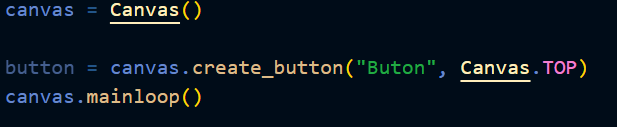 canvas = Canvas()
button = canvas.create_button("Buton", Canvas.TOP)
canvas.mainloop()